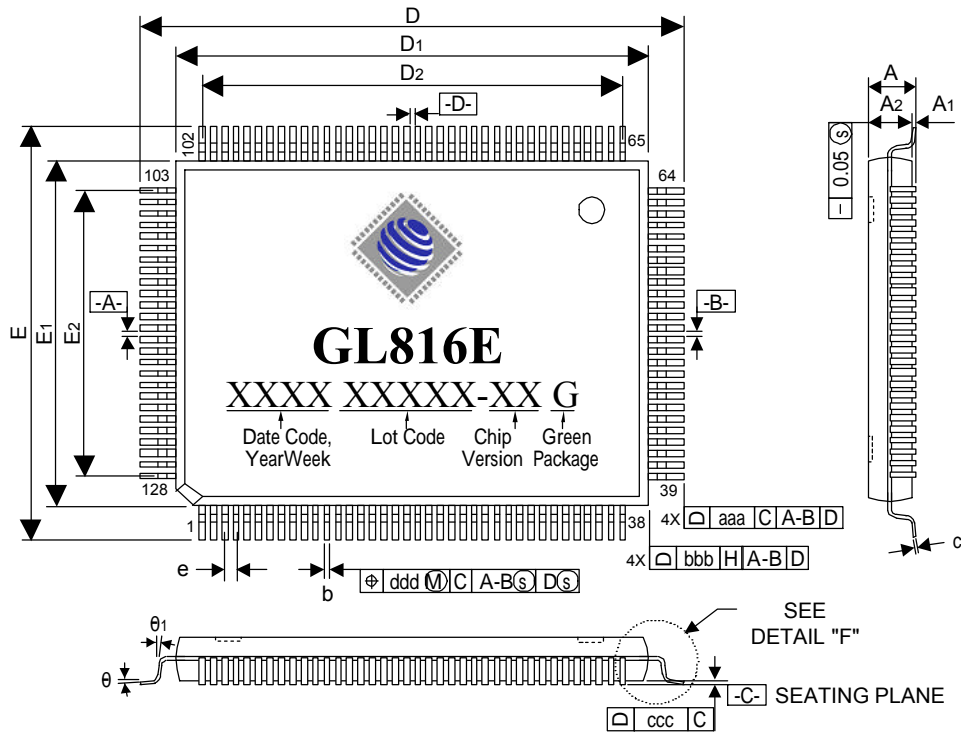 D
D1
D2
-D-
A
A2
A1
102
65
103
64
– 0.05 Ⓢ
-A-
-B-
E
E1
E2
GL816E
XXXX XXXXX-XX G
Date Code,
YearWeek
Lot Code
Chip
Version
Green
Package
128
39
1
38
4X D aaa C A-B D
4X D bbb H A-B D
c
e
b
⌖ ddd Ⓜ C A-B Ⓢ D Ⓢ
SEE
DETAIL "F"
θ1
θ
-C- SEATING PLANE
D ccc C